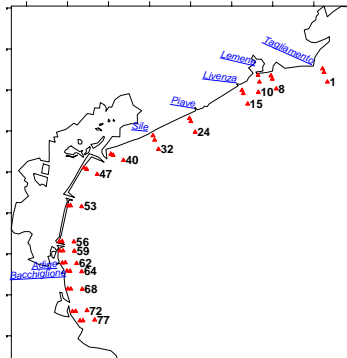 Tagliamento
Lemene
Livenza
1
8
10
15
Piave
24
Sile
32
40
47
53
56
59
Adige
62
Bacchiglione
64
68
72
77